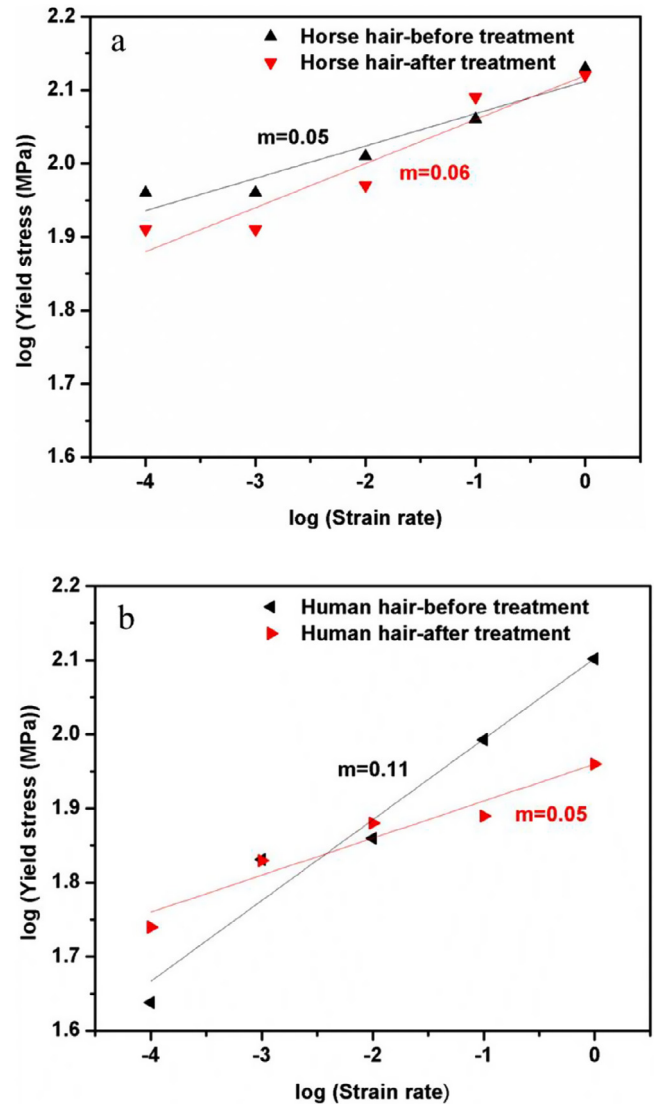 a
Horse hair-before treatment
Horse hair-after treatment
2.2
2.1
2.0
1.9
1.8
1.7
1.6
m=0.05
m=0.06
log (Yield stress (MPa))
-4 -3 -2 -1 0
log (Strain rate)
b
Human hair-before treatment
Human hair-after treatment
2.2
2.1
2.0
1.9
1.8
1.7
1.6
m=0.11
m=0.05
log (Yield stress (MPa))
-4 -3 -2 -1 0
log (Strain rate)